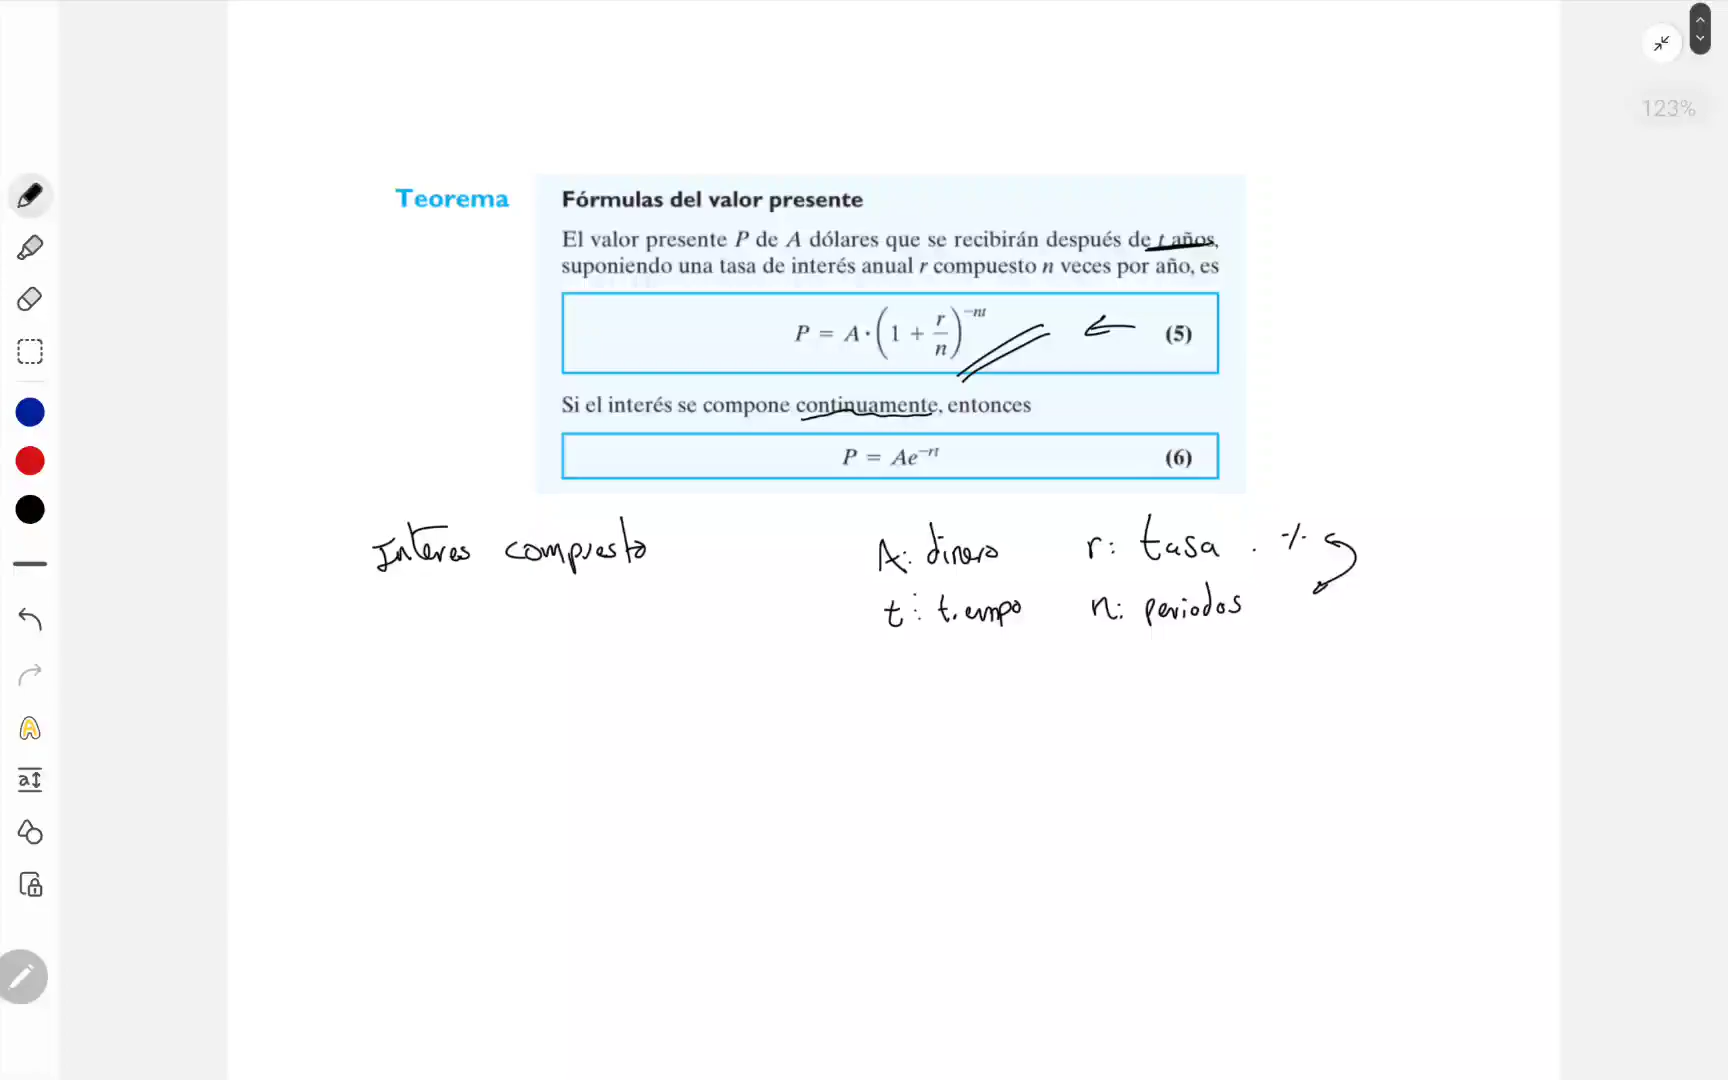 123%
Teorema Fórmulas del valor presente
El valor presente P de A dólares que se recibirán después de t años,
suponiendo una tasa de interés anual r compuesto n veces por año, es
P = A · (1 + r/n)^-nt (5)
Si el interés se compone continuamente, entonces
P = Ae^-rt (6)
Interes compuesto A: dinero r: tasa . %
t: tiempo n: periodos